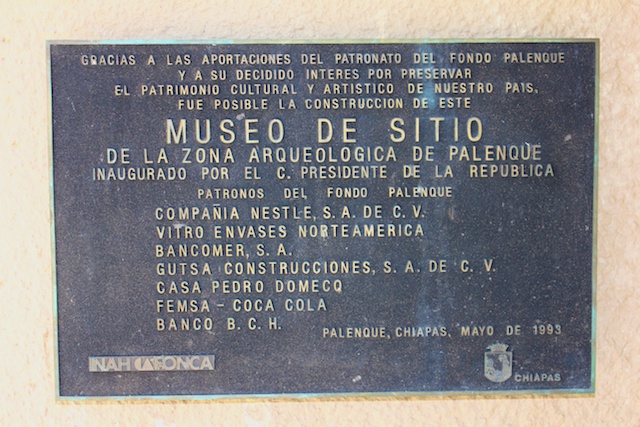 GRACIAS A LAS APORTACIONES DEL PATRONATO DEL FONDO PALENQUE
Y A SU DECIDIDO INTERES POR PRESERVAR
EL PATRIMONIO CULTURAL Y ARTISTICO DE NUESTRO PAIS,
FUE POSIBLE LA CONSTRUCCION DE ESTE
MUSEO DE SITIO
DE LA ZONA ARQUEOLOGICA DE PALENQUE
INAUGURADO POR EL C. PRESIDENTE DE LA REPUBLICA
PATRONOS DEL FONDO PALENQUE
COMPAÑIA NESTLE, S. A. DE C. V.
VITRO ENVASES NORTEAMERICA
BANCOMER, S. A.
GUTSA CONSTRUCCIONES, S. A. DE C. V.
CASA PEDRO DOMECQ
FEMSA - COCA COLA
BANCO B. C. H.
PALENQUE, CHIAPAS, MAYO DE 1993
INAH
CHIAPAS